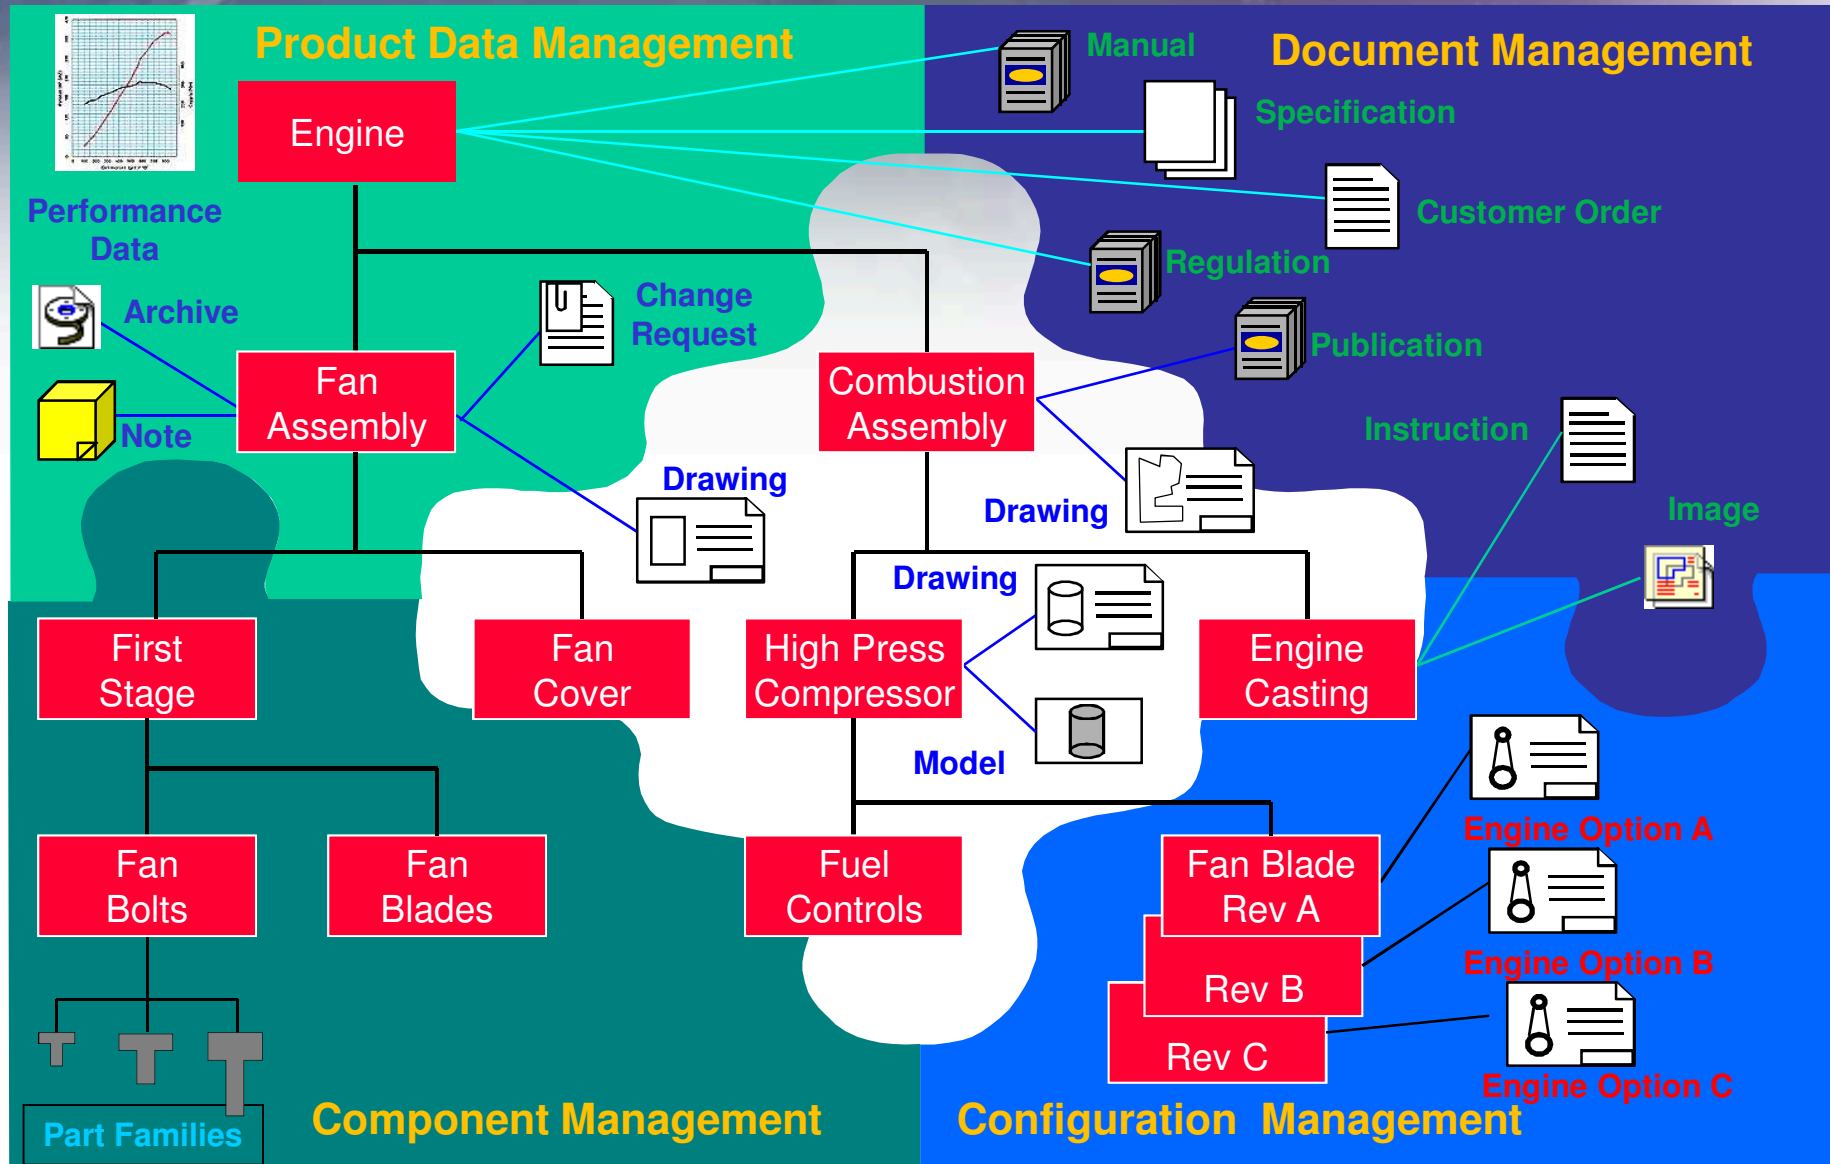 Product Data Management
Document Management
Manual
Specification
Engine
Customer Order
Performance
Data
Regulation
Archive
Change
Request
Publication
Fan
Assembly
Combustion
Assembly
Note
Instruction
Drawing
Drawing
Image
Drawing
First
Stage
Fan
Cover
High Press
Compressor
Engine
Casting
Model
Engine Option A
Fan
Bolts
Fan
Blades
Fuel
Controls
Fan Blade
Rev A
Engine Option B
Rev B
Rev C
Engine Option C
Component Management
Configuration Management
Part Families